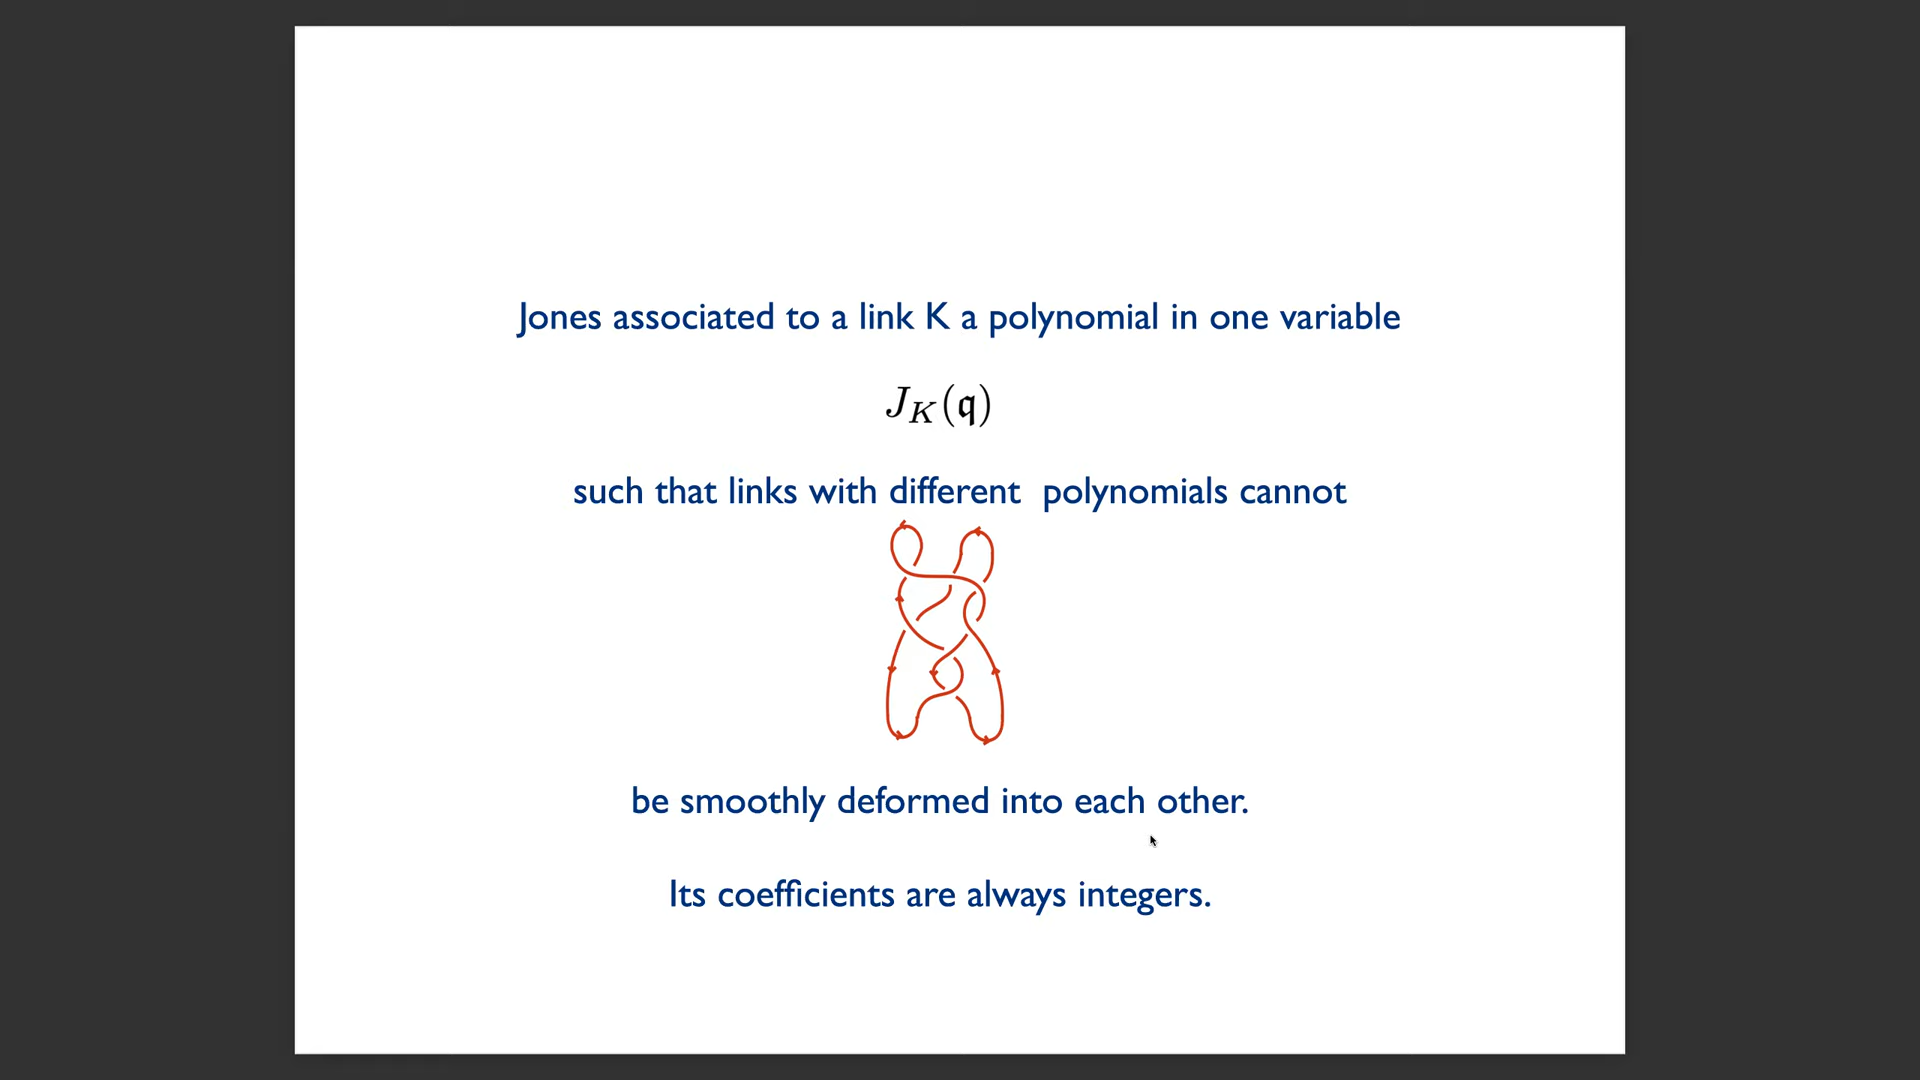 Jones associated to a link K a polynomial in one variable
J_K(𝔮)
such that links with different polynomials cannot
be smoothly deformed into each other.
Its coefficients are always integers.